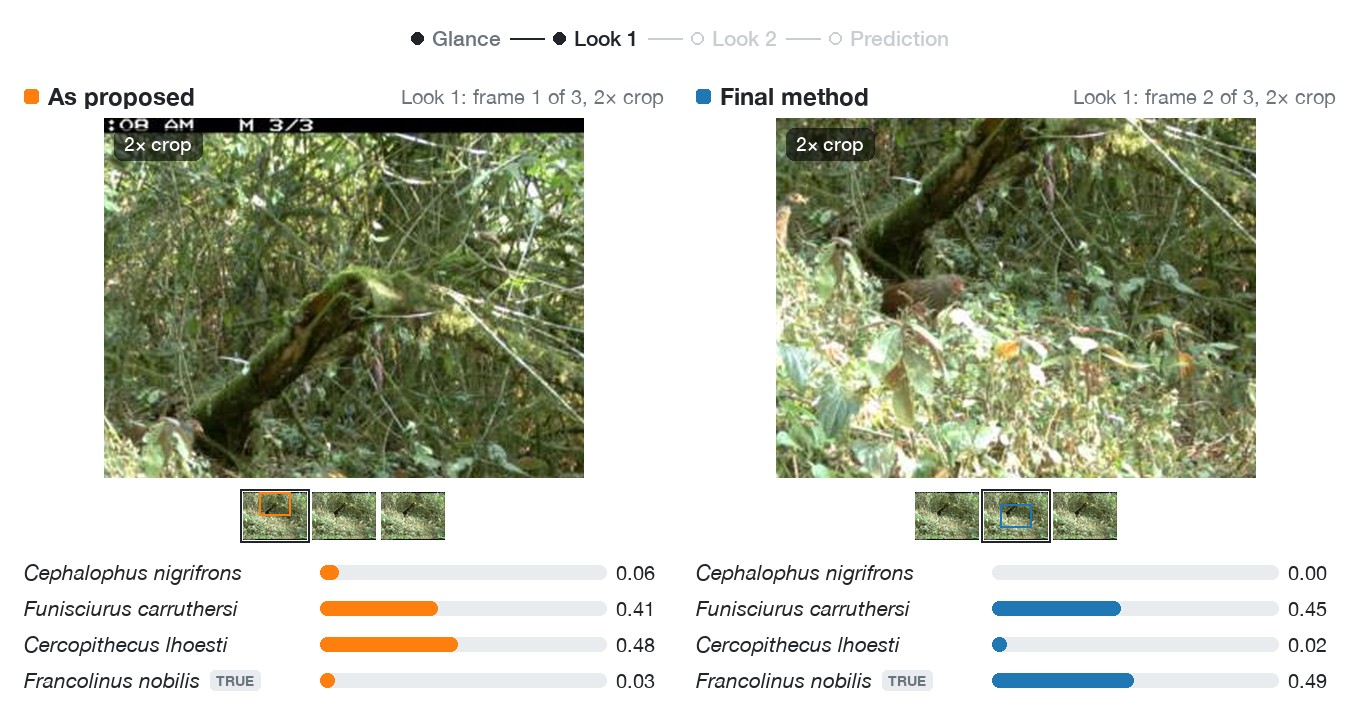 Glance Look 1 Look 2 Prediction
As proposed Look 1: frame 1 of 3, 2× crop
:08 AM M 3/3
2× crop
Cephalophus nigrifrons 0.06
Funisciurus carruthersi 0.41
Cercopithecus lhoesti 0.48
Francolinus nobilis TRUE 0.03
Final method Look 1: frame 2 of 3, 2× crop
2× crop
Cephalophus nigrifrons 0.00
Funisciurus carruthersi 0.45
Cercopithecus lhoesti 0.02
Francolinus nobilis TRUE 0.49